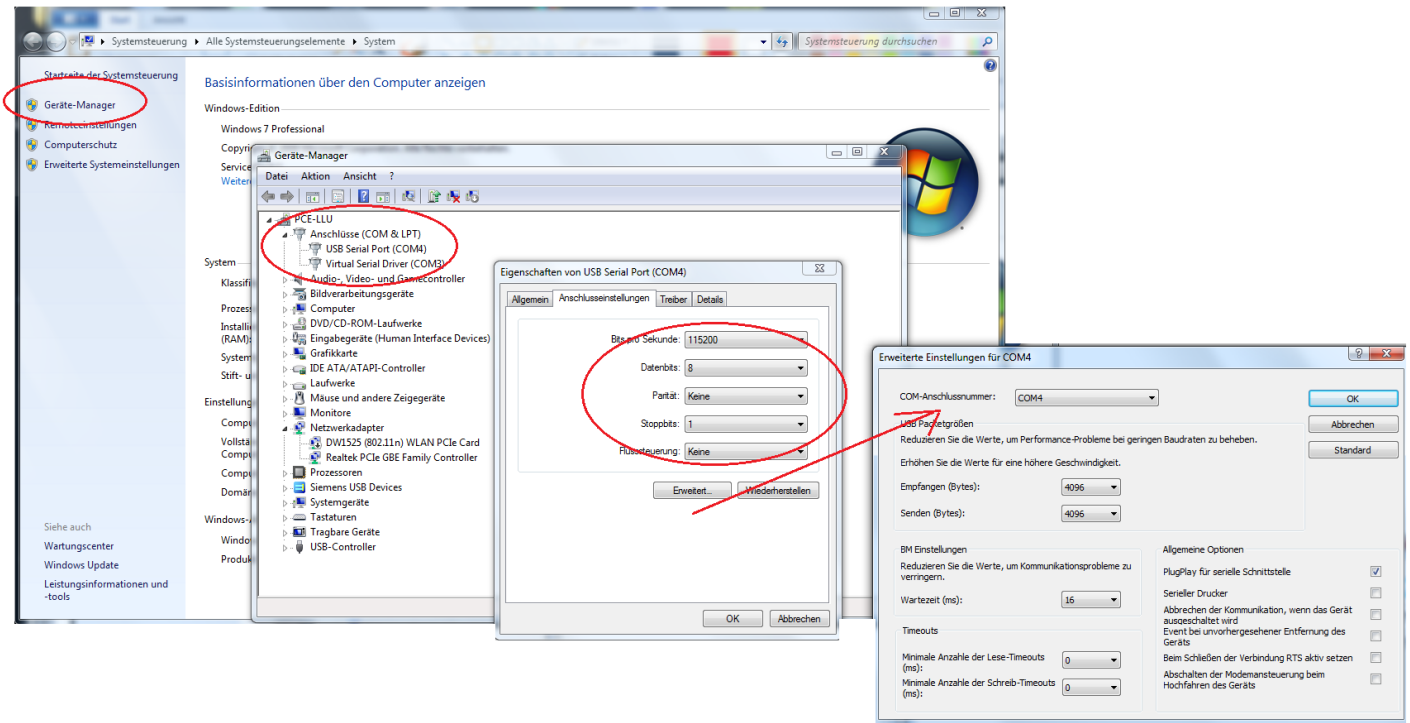 Systemsteuerung ▸ Alle Systemsteuerungselemente ▸ System
Systemsteuerung durchsuchen
Startseite der Systemsteuerung
Geräte-Manager
Remoteeinstellungen
Computerschutz
Erweiterte Systemeinstellungen
Siehe auch
Wartungscenter
Windows Update
Leistungsinformationen und
-tools
Basisinformationen über den Computer anzeigen
Windows-Edition
Windows 7 Professional
Service
System
(RAM):
System
Geräte-Manager
Datei Aktion Ansicht ?
PCE-LLU
Anschlüsse (COM & LPT)
USB Serial Port (COM4)
Virtual Serial Driver (COM3)
Audio-, Video- und Gamecontroller
Bildverarbeitungsgeräte
Computer
DVD/CD-ROM-Laufwerke
Eingabegeräte (Human Interface Devices)
Grafikkarte
IDE ATA/ATAPI-Controller
Laufwerke
Mäuse und andere Zeigegeräte
Monitore
Netzwerkadapter
DW1525 (802.11n) WLAN PCIe Card
Realtek PCIe GBE Family Controller
Prozessoren
Siemens USB Devices
Systemgeräte
Tastaturen
Tragbare Geräte
USB-Controller
Eigenschaften von USB Serial Port (COM4)
Allgemein Anschlusseinstellungen Treiber Details
Bits pro Sekunde: 115200
Datenbits: 8
Parität: Keine
Stoppbits: 1
Flusssteuerung: Keine
Erweitert... Wiederherstellen
OK Abbrechen
Erweiterte Einstellungen für COM4
COM-Anschlussnummer: COM4
OK
Abbrechen
Standard
USB Packetgrößen
Reduzieren Sie die Werte, um Performance-Probleme bei geringen Baudraten zu beheben.
Erhöhen Sie die Werte für eine höhere Geschwindigkeit.
Empfangen (Bytes): 4096
Senden (Bytes): 4096
BM Einstellungen
Reduzieren Sie die Werte, um Kommunikationsprobleme zu
verringern.
Wartezeit (ms): 16
Timeouts
Minimale Anzahle der Lese-Timeouts
(ms): 0
Minimale Anzahle der Schreib-Timeouts
(ms): 0
Allgemeine Optionen
PlugPlay für serielle Schnittstelle
Serieller Drucker
Abbrechen der Kommunikation, wenn das Gerät
ausgeschaltet wird
Event bei unvorhergesehener Entfernung des
Geräts
Beim Schließen der Verbindung RTS aktiv setzen
Abschalten der Modemansteuerung beim
Hochfahren des Geräts